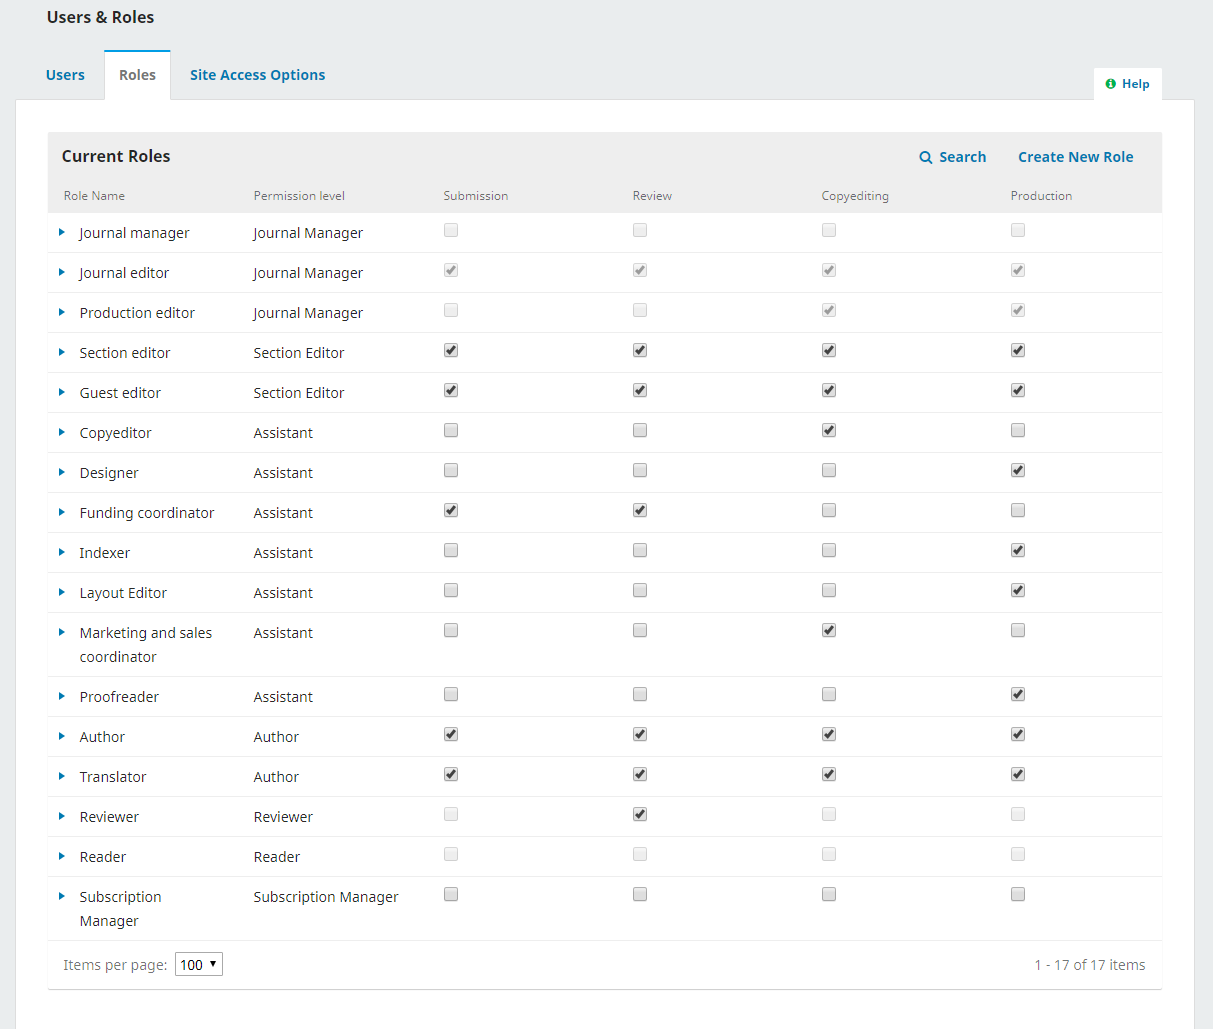 Users & Roles
Users Roles Site Access Options
Help
Current Roles Search Create New Role
Role Name Permission level Submission Review Copyediting Production
Journal manager Journal Manager
Journal editor Journal Manager
Production editor Journal Manager
Section editor Section Editor
Guest editor Section Editor
Copyeditor Assistant
Designer Assistant
Funding coordinator Assistant
Indexer Assistant
Layout Editor Assistant
Marketing and sales Assistant
coordinator
Proofreader Assistant
Author Author
Translator Author
Reviewer Reviewer
Reader Reader
Subscription Subscription Manager
Manager
Items per page: 100 1 - 17 of 17 items